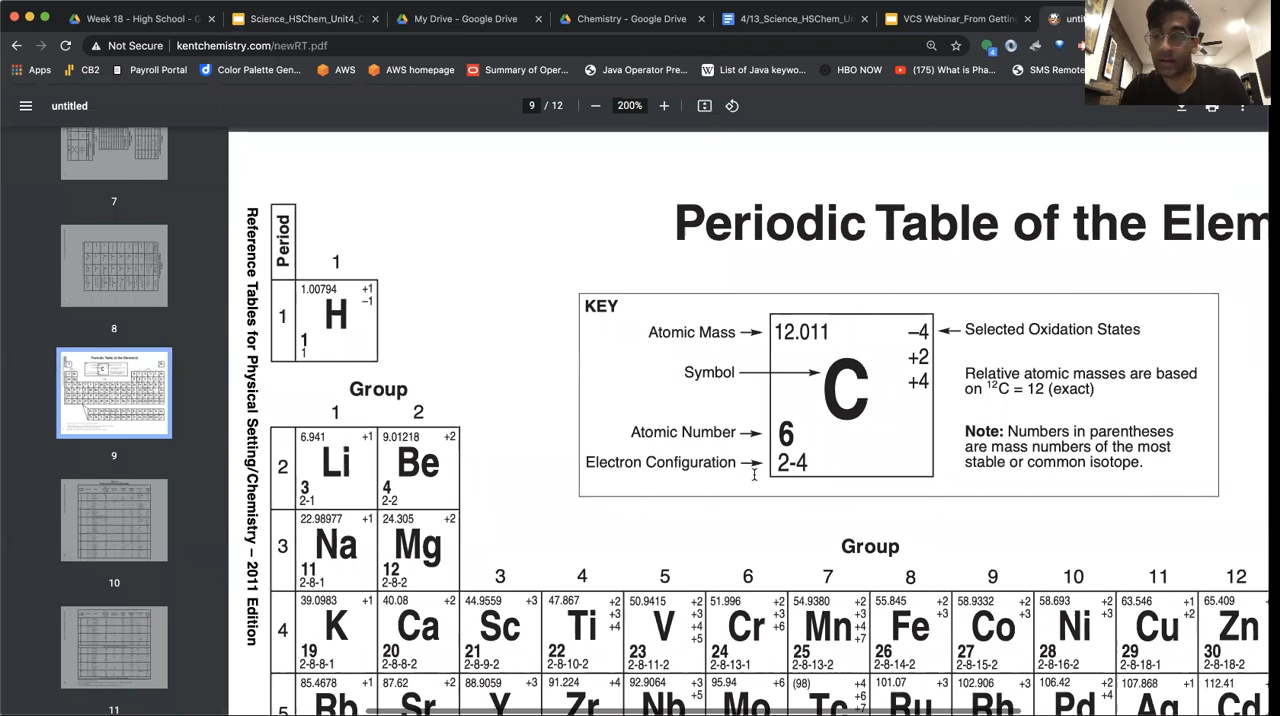 Week 18 - High School - G
Science_HSChem_Unit4_C
My Drive - Google Drive
Chemistry - Google Drive
4/13_Science_HSChem_Un
VCS Webinar_From Getting
unti
Not Secure | kentchemistry.com/newRT.pdf
Apps
CB2
Payroll Portal
Color Palette Gen...
AWS
AWS homepage
Summary of Oper...
Java Operator Pre...
List of Java keywo...
HBO NOW
(175) What is Pha...
SMS Remote
untitled
9 / 12
200%
7
8
9
10
11
Reference Tables for Physical Setting/Chemistry – 2011 Edition
Periodic Table of the Elem
Period
1
1
1.00794 +1
–1
H
1
1
KEY
Atomic Mass
12.011
–4
Selected Oxidation States
+2
Symbol
C
+4
Relative atomic masses are based
on 12C = 12 (exact)
Atomic Number
6
Note: Numbers in parentheses
are mass numbers of the most
stable or common isotope.
Electron Configuration
2-4
Group
1 2
2
6.941 +1 9.01218 +2
Li Be
3 4
2-1 2-2
3
22.98977 +1 24.305 +2
Na Mg
11 12
2-8-1 2-8-2
Group
3 4 5 6 7 8 9 10 11 12
4
39.0983 +1 40.08 +2 44.9559 +3 47.867 +2 50.9415 +2 51.996 +2 54.9380 +2 55.845 +2 58.9332 +2 58.693 +2 63.546 +1 65.409
+3 +3 +3 +3 +3 +3 +3 +2
+4 +4 +6 +4
+5 +7
K Ca Sc Ti V Cr Mn Fe Co Ni Cu Zn
19 20 21 22 23 24 25 26 27 28 29 30
2-8-8-1 2-8-8-2 2-8-9-2 2-8-10-2 2-8-11-2 2-8-13-1 2-8-13-2 2-8-14-2 2-8-15-2 2-8-16-2 2-8-18-1 2-8-18-2
5
85.4678 +1 87.62 +2 88.9059 +3 91.224 +4 92.9064 +3 95.94 +6 (98) +4 101.07 +3 102.906 +3 106.42 +2 107.868 +1 112.41
+5 +6 +4
+7
Rb Sr Y Zr Nb Mo Tc Ru Rh Pd Ag Cd